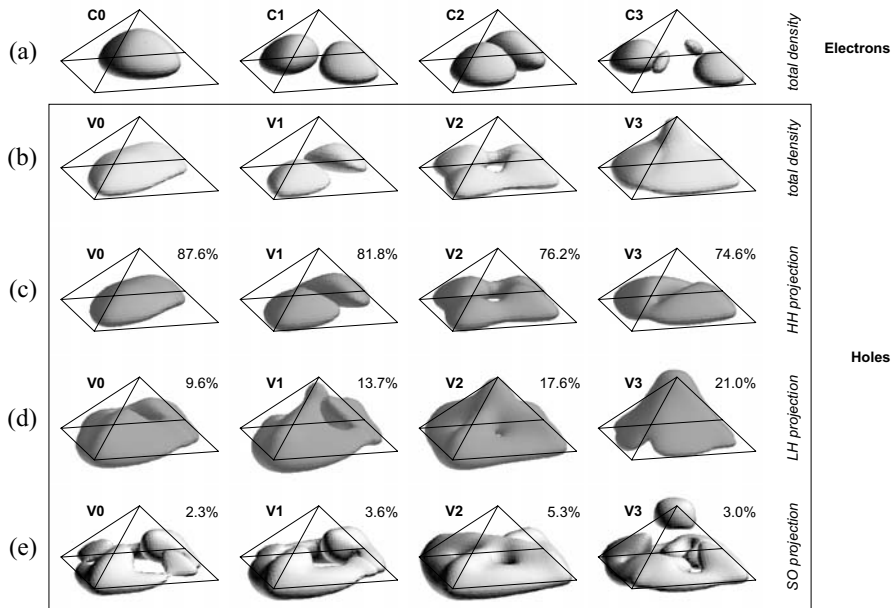 C0 C1 C2 C3
(a) total density Electrons
V0 V1 V2 V3
(b) total density
V0 87.6% V1 81.8% V2 76.2% V3 74.6%
(c) HH projection
Holes
V0 9.6% V1 13.7% V2 17.6% V3 21.0%
(d) LH projection
V0 2.3% V1 3.6% V2 5.3% V3 3.0%
(e) SO projection